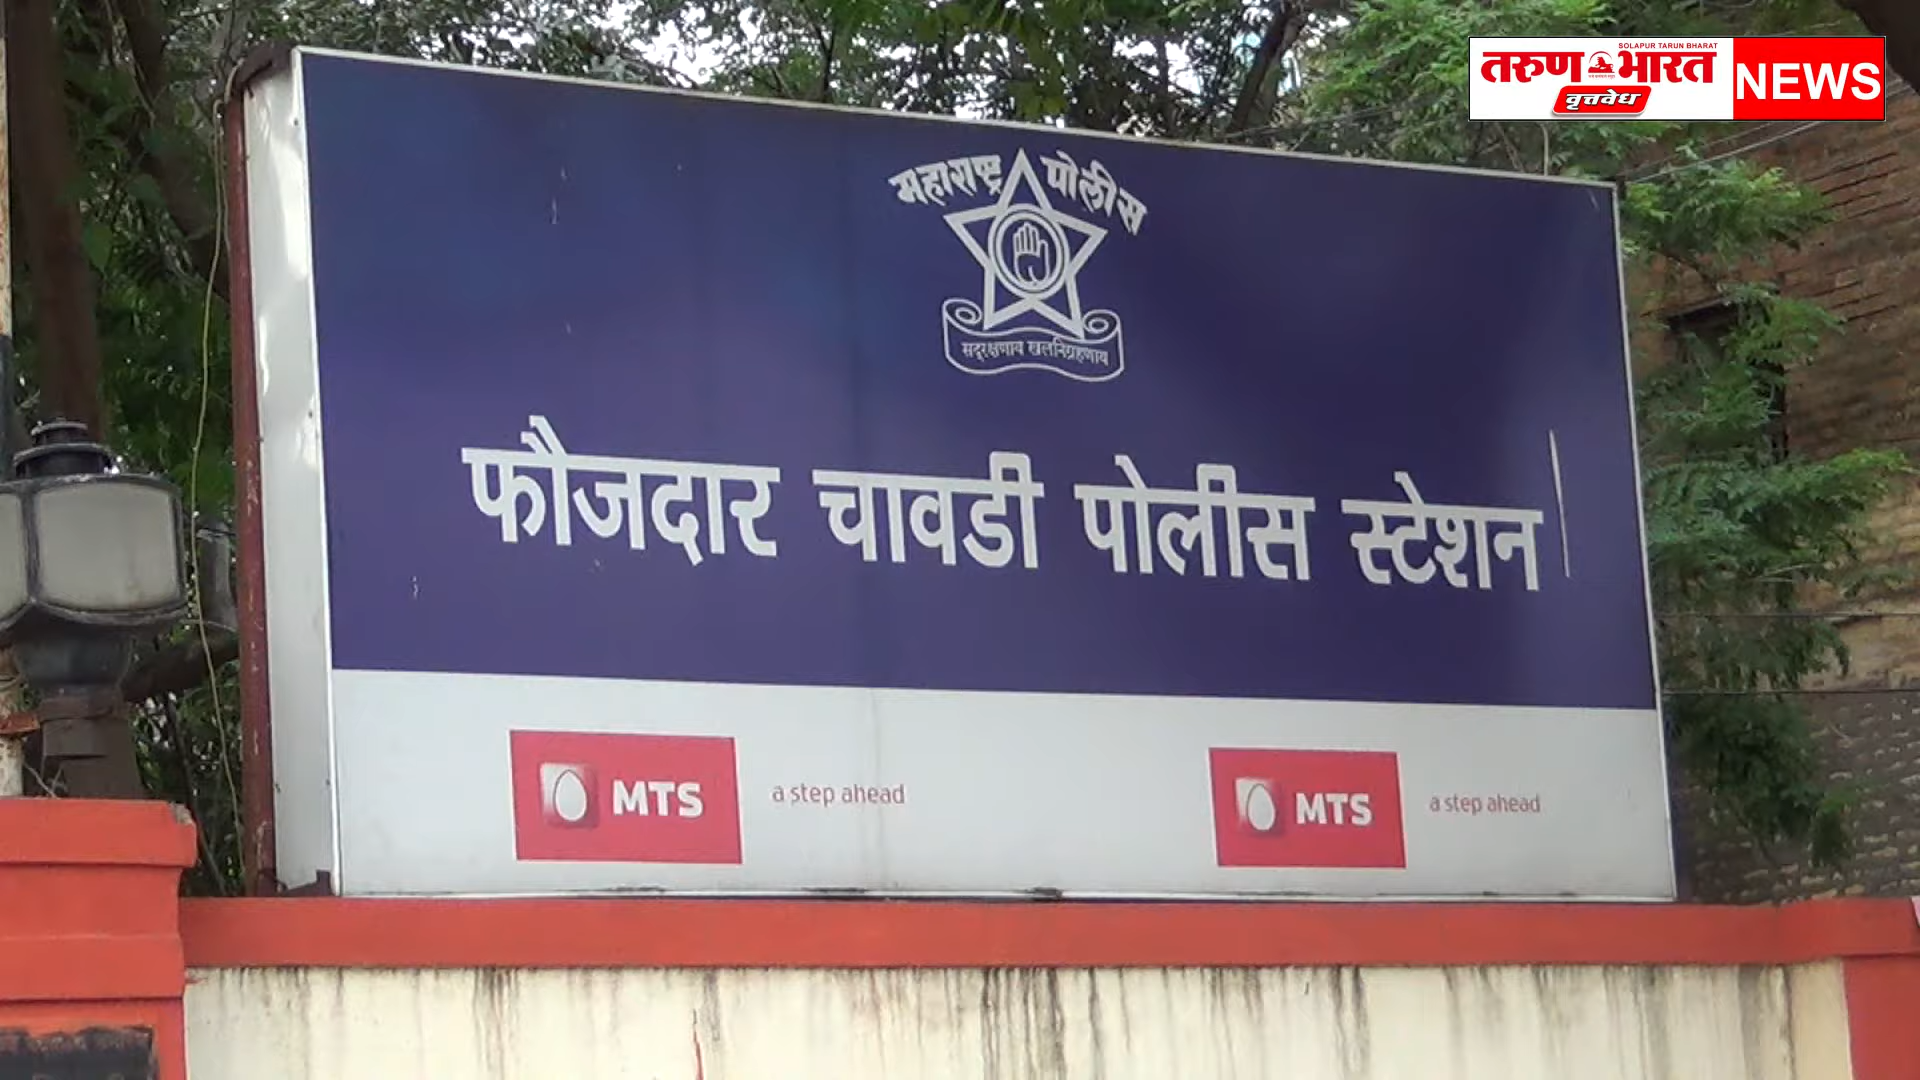 SOLAPUR TARUN BHARAT
तरुण भारत NEWS
वृत्तवेध
महाराष्ट्र पोलीस
सद्‍रक्षणाय खलनिग्रहणाय
फौजदार चावडी पोलीस स्टेशन
MTS a step ahead MTS a step ahead